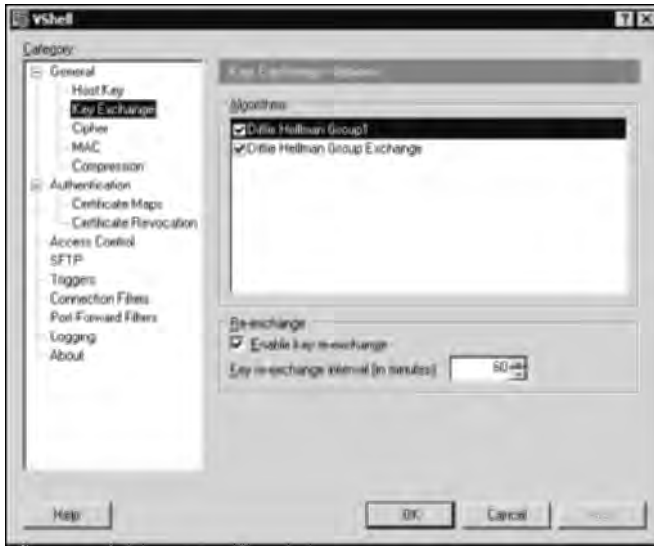 VShell
Category:
General
Host Key
Key Exchange
Cipher
MAC
Compression
Authentication
Certificate Maps
Certificate Revocation
Access Control
SFTP
Triggers
Connection Filters
Port-Forward Filters
Logging
About
Key Exchange
Algorithms
Diffie Hellman Group1
Diffie Hellman Group Exchange
Re-exchange
Enable key re-exchange
Key re-exchange interval (in minutes)
60
Help
OK
Cancel